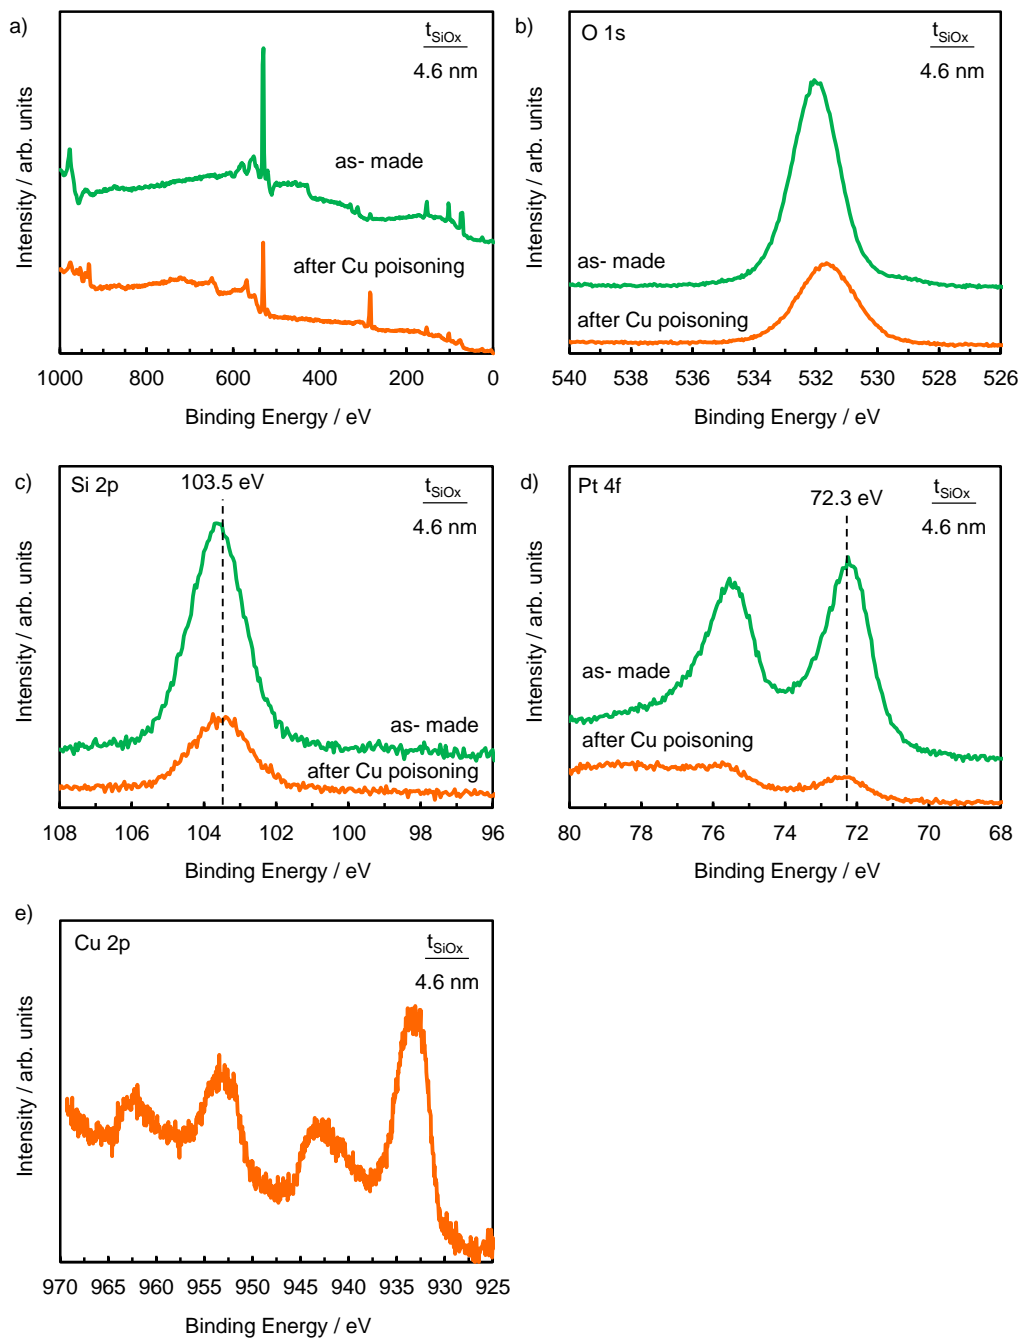 a)
t_SiOx
4.6 nm
as- made
after Cu poisoning
Intensity / arb. units
1000 800 600 400 200 0
Binding Energy / eV
b)
O 1s
t_SiOx
4.6 nm
as- made
after Cu poisoning
Intensity / arb. units
540 538 536 534 532 530 528 526
Binding Energy / eV
c)
Si 2p
103.5 eV
t_SiOx
4.6 nm
as- made
after Cu poisoning
Intensity / arb. units
108 106 104 102 100 98 96
Binding Energy / eV
d)
Pt 4f
72.3 eV
t_SiOx
4.6 nm
as- made
after Cu poisoning
Intensity / arb. units
80 78 76 74 72 70 68
Binding Energy / eV
e)
Cu 2p
t_SiOx
4.6 nm
Intensity / arb. units
970 965 960 955 950 945 940 935 930 925
Binding Energy / eV